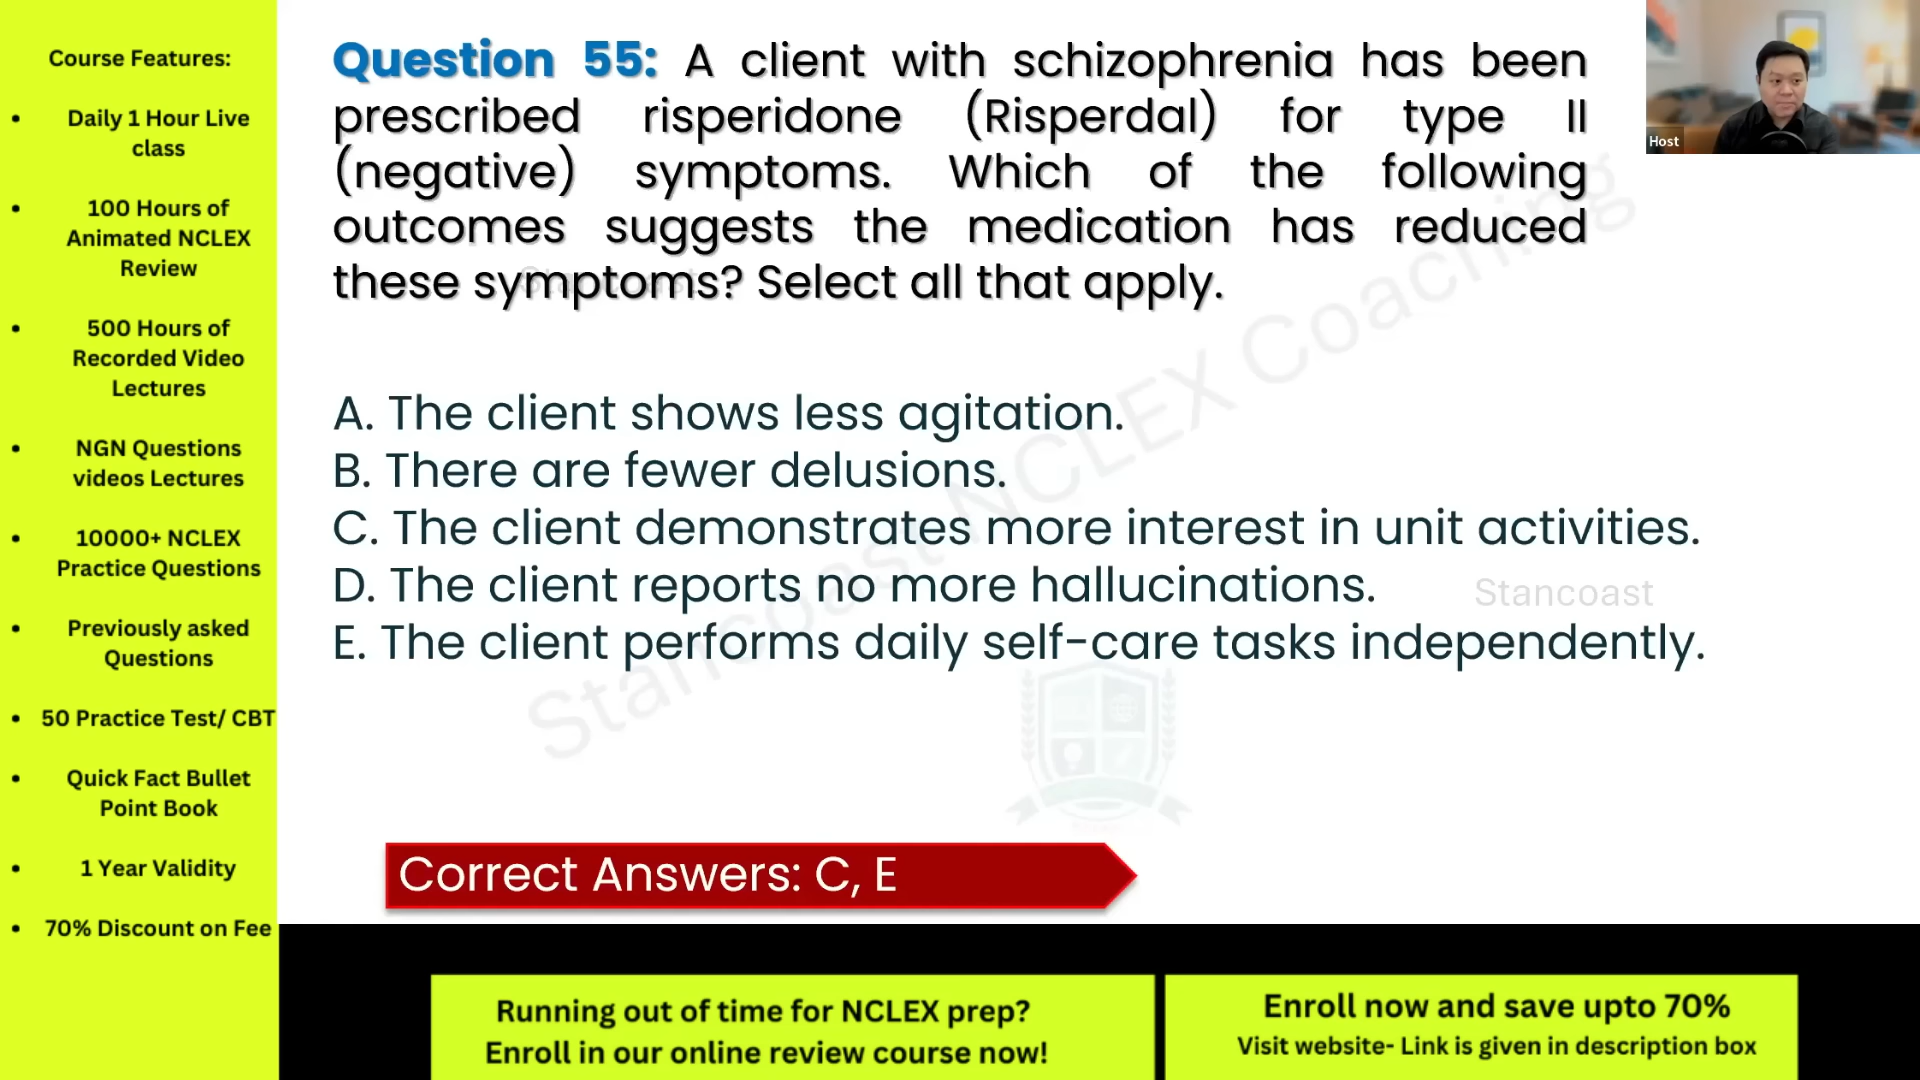 Course Features:
• Daily 1 Hour Live
class
• 100 Hours of
Animated NCLEX
Review
• 500 Hours of
Recorded Video
Lectures
• NGN Questions
videos Lectures
• 10000+ NCLEX
Practice Questions
• Previously asked
Questions
• 50 Practice Test/ CBT
• Quick Fact Bullet
Point Book
• 1 Year Validity
• 70% Discount on Fee
Question 55: A client with schizophrenia has been
prescribed risperidone (Risperdal) for type II
(negative) symptoms. Which of the following
outcomes suggests the medication has reduced
these symptoms? Select all that apply.
A. The client shows less agitation.
B. There are fewer delusions.
C. The client demonstrates more interest in unit activities.
D. The client reports no more hallucinations.
E. The client performs daily self-care tasks independently.
Correct Answers: C, E
Host
Stancoast NCLEX Coaching
Stancoast
Stancoast
Running out of time for NCLEX prep?
Enroll in our online review course now!
Enroll now and save upto 70%
Visit website- Link is given in description box